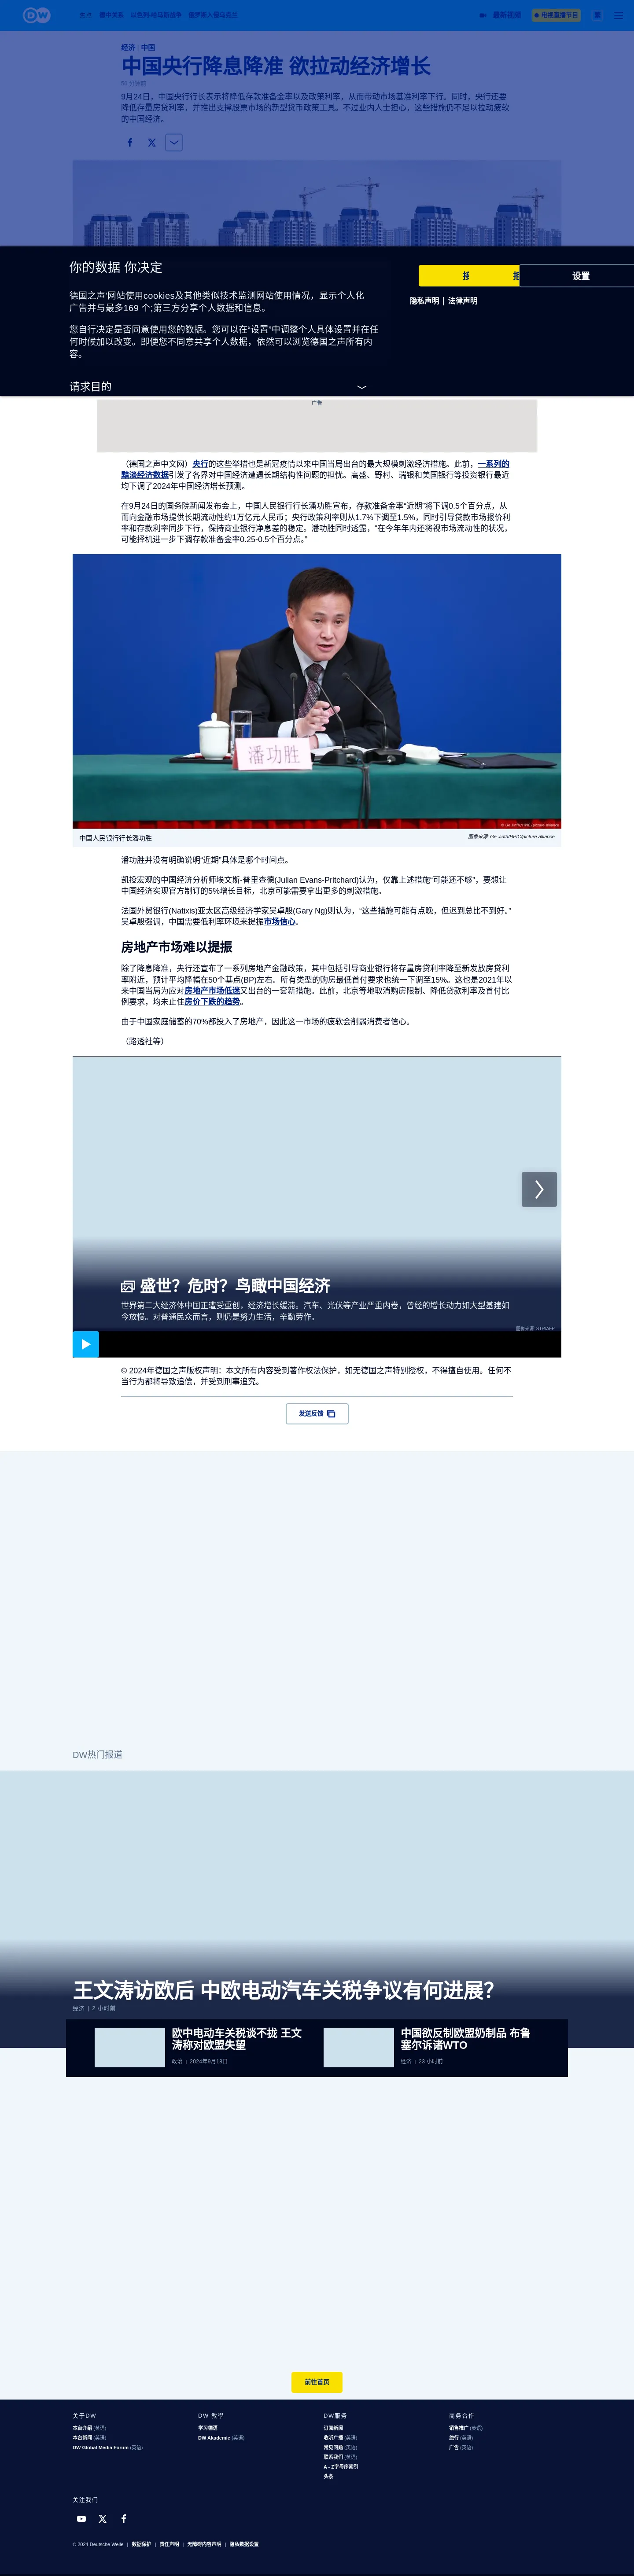 DW
热点 德中关系 以色列-哈马斯战争 俄罗斯入侵乌克兰
最新视频
电视直播节目
繁
经济 | 中国
中国央行降息降准 欲拉动经济增长
9月24日，中国央行行长表示将降低存款准备金率以及政策利率，从而带动市场基准利率下行。同时，央行还要
降低存量房贷利率，并推出支撑股票市场的新型货币政策工具。不过业内人士担心，这些措施仍不足以拉动疲软
的中国经济。
你的数据 你决定
德国之声'网站使用cookies及其他类似技术监测网站使用情况，显示个人化
广告并与最多169 个;第三方分享个人数据和信息。
您自行决定是否同意使用您的数据。您可以在“设置”中调整个人具体设置并在任
何时候加以改变。即便您不同意共享个人数据，依然可以浏览德国之声所有内
容。
请求目的
设置
隐私声明 | 法律声明
广告
（德国之声中文网）央行的这些举措也是新冠疫情以来中国当局出台的最大规模刺激经济措施。此前，一系列的
黯淡经济数据引发了各界对中国经济遭遇长期结构性问题的担忧。高盛、野村、瑞银和美国银行等投资银行最近
均下调了2024年中国经济增长预测。
在9月24日的国务院新闻发布会上，中国人民银行行长潘功胜宣布，存款准备金率“近期”将下调0.5个百分点，从
而向金融市场提供长期流动性约1万亿元人民币；央行政策利率则从1.7%下调至1.5%，同时引导贷款市场报价利
率和存款利率同步下行，保持商业银行净息差的稳定。潘功胜同时透露，“在今年年内还将视市场流动性的状况，
可能择机进一步下调存款准备金率0.25-0.5个百分点。”
潘功胜
中国人民银行行长潘功胜
图像来源: Ge Jinfh/HPIC/picture alliance
潘功胜并没有明确说明“近期”具体是哪个时间点。
凯投宏观的中国经济分析师埃文斯-普里查德(Julian Evans-Pritchard)认为，仅靠上述措施“可能还不够”，要想让
中国经济实现官方制订的5%增长目标，北京可能需要拿出更多的刺激措施。
法国外贸银行(Natixis)亚太区高级经济学家吴卓殷(Gary Ng)则认为，“这些措施可能有点晚，但迟到总比不到好。”
吴卓殷强调，中国需要低利率环境来提振市场信心。
房地产市场难以提振
除了降息降准，央行还宣布了一系列房地产金融政策，其中包括引导商业银行将存量房贷利率降至新发放房贷利
率附近，预计平均降幅在50个基点(BP)左右。所有类型的购房最低首付要求也统一下调至15%。这也是2021年以
来中国当局为应对房地产市场低迷又出台的一套新措施。此前，北京等地取消购房限制、降低贷款利率及首付比
例要求，均未止住房价下跌的趋势。
由于中国家庭储蓄的70%都投入了房地产，因此这一市场的疲软会削弱消费者信心。
（路透社等）
盛世？危时？鸟瞰中国经济
世界第二大经济体中国正遭受重创，经济增长缓滞。汽车、光伏等产业严重内卷，曾经的增长动力如大型基建如
今放慢。对普通民众而言，则仍是努力生活，辛勤劳作。
图像来源: STR/AFP
© 2024年德国之声版权声明：本文所有内容受到著作权法保护，如无德国之声特别授权，不得擅自使用。任何不
当行为都将导致追偿，并受到刑事追究。
发送反馈
DW热门报道
王文涛访欧后 中欧电动汽车关税争议有何进展？
经济 | 2 小时前
欧中电动车关税谈不拢 王文
涛称对欧盟失望
政治 | 2024年9月18日
中国欲反制欧盟奶制品 布鲁
塞尔诉诸WTO
经济 | 23 小时前
前往首页
关于DW
本台介绍 (英语)
本台新闻 (英语)
DW Global Media Forum (英语)
DW 教学
学习德语
DW Akademie (英语)
DW服务
订阅新闻
收听广播 (英语)
常见问题 (英语)
联系我们 (英语)
A - Z字母序索引
头条
商务合作
销售推广 (英语)
旅行 (英语)
广告 (英语)
关注我们
© 2024 Deutsche Welle | 数据保护 | 责任声明 | 无障碍内容声明 | 隐私数据设置